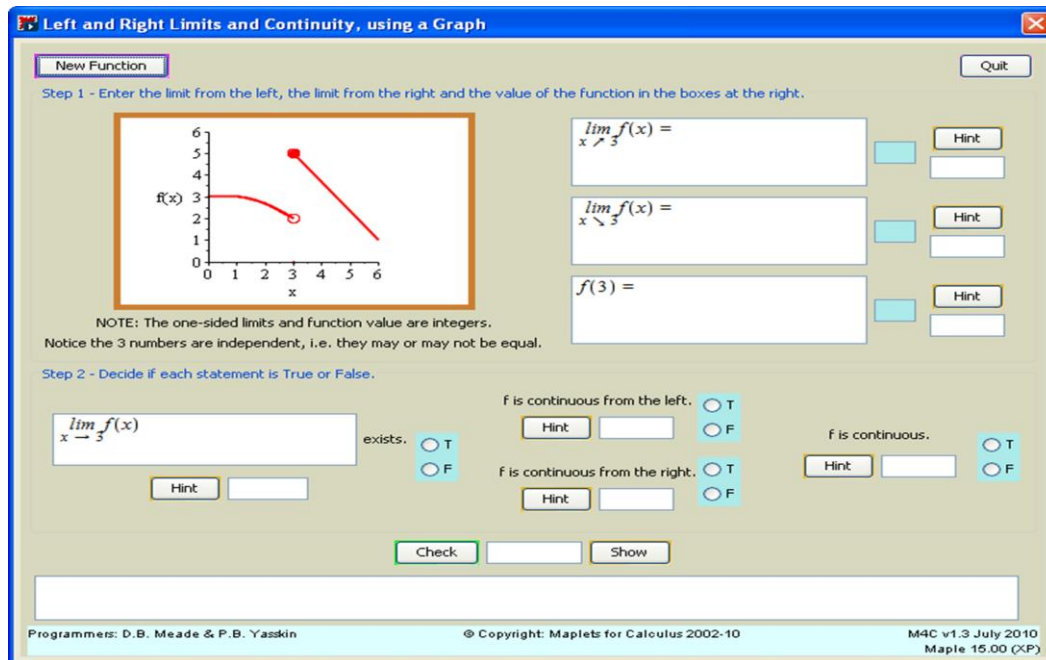 Left and Right Limits and Continuity, using a Graph
New Function
Quit
Step 1 - Enter the limit from the left, the limit from the right and the value of the function in the boxes at the right.
6
5
4
3
2
1
0
f(x)
0 1 2 3 4 5 6
x
NOTE: The one-sided limits and function value are integers.
Notice the 3 numbers are independent, i.e. they may or may not be equal.
lim f(x) =
x ↗ 3
Hint
lim f(x) =
x ↘ 3
Hint
f(3) =
Hint
Step 2 - Decide if each statement is True or False.
lim f(x)
x → 3
exists.
T
F
Hint
f is continuous from the left.
T
F
Hint
f is continuous from the right.
T
F
Hint
f is continuous.
T
F
Hint
Check
Show
Programmers: D.B. Meade & P.B. Yasskin
© Copyright: Maplets for Calculus 2002-10
M4C v1.3 July 2010
Maple 15.00 (XP)